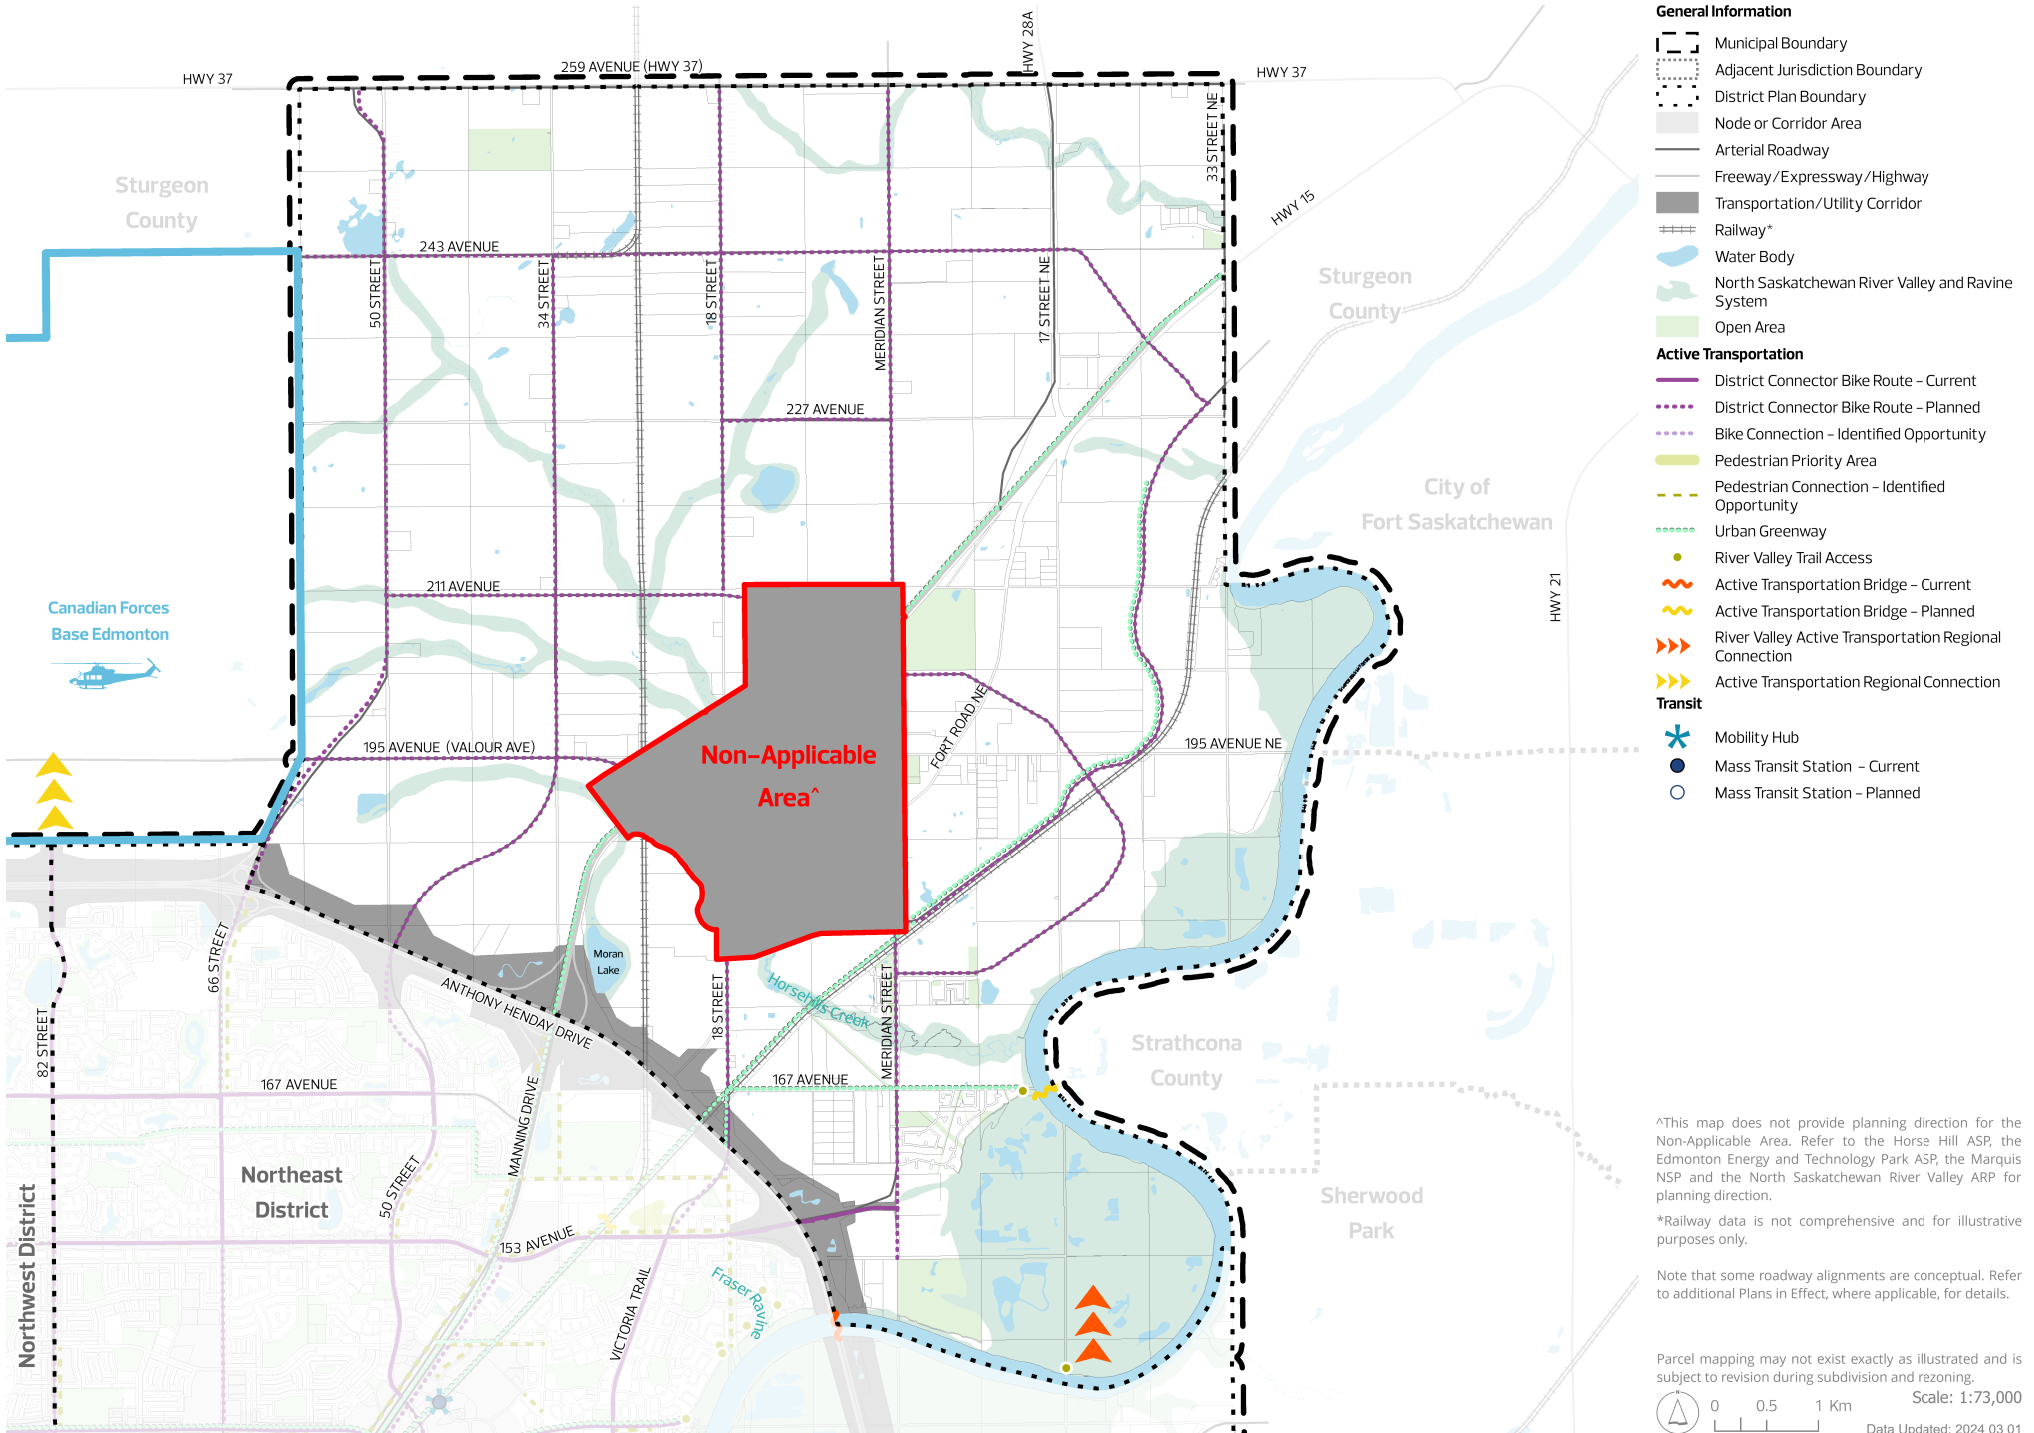 HWY 37
259 AVENUE (HWY 37)
HWY 28A
HWY 37
33 STREET NE
HWY 15
Sturgeon
County
243 AVENUE
50 STREET
34 STREET
18 STREET
MERIDIAN STREET
17 STREET NE
Sturgeon
County
227 AVENUE
City of
Fort Saskatchewan
211 AVENUE
HWY 21
Canadian Forces
Base Edmonton
195 AVENUE (VALOUR AVE)
Non-Applicable
Area^
FORT ROAD NE
195 AVENUE NE
66 STREET
Moran
Lake
ANTHONY HENDAY DRIVE
18 STREET
Horsehills Creek
MERIDIAN STREET
82 STREET
Strathcona
County
167 AVENUE
167 AVENUE
MANNING DRIVE
Northeast
District
50 STREET
Sherwood
Park
Northwest District
153 AVENUE
VICTORIA TRAIL
Fraser Ravine
General Information
Municipal Boundary
Adjacent Jurisdiction Boundary
District Plan Boundary
Node or Corridor Area
Arterial Roadway
Freeway/Expressway/Highway
Transportation/Utility Corridor
Railway*
Water Body
North Saskatchewan River Valley and Ravine
System
Open Area
Active Transportation
District Connector Bike Route - Current
District Connector Bike Route - Planned
Bike Connection - Identified Opportunity
Pedestrian Priority Area
Pedestrian Connection - Identified
Opportunity
Urban Greenway
River Valley Trail Access
Active Transportation Bridge - Current
Active Transportation Bridge - Planned
River Valley Active Transportation Regional
Connection
Active Transportation Regional Connection
Transit
Mobility Hub
Mass Transit Station - Current
Mass Transit Station - Planned
^This map does not provide planning direction for the
Non-Applicable Area. Refer to the Horse Hill ASP, the
Edmonton Energy and Technology Park ASP, the Marquis
NSP and the North Saskatchewan River Valley ARP for
planning direction.
*Railway data is not comprehensive and for illustrative
purposes only.
Note that some roadway alignments are conceptual. Refer
to additional Plans in Effect, where applicable, for details.
Parcel mapping may not exist exactly as illustrated and is
subject to revision during subdivision and rezoning.
Scale: 1:73,000
N
0 0.5 1 Km
Data Updated: 2024 03 01